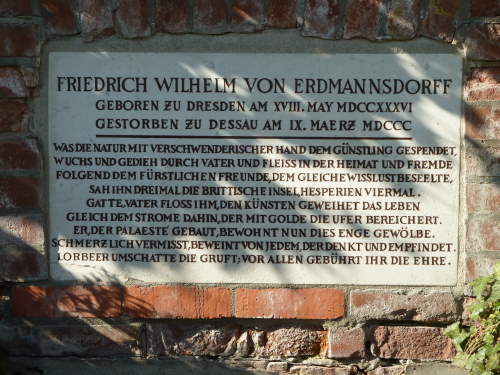 FRIEDRICH WILHELM VON ERDMANNSDORFF
GEBOREN ZU DRESDEN AM XVIII. MAY MDCCXXXVI
GESTORBEN ZU DESSAU AM IX. MAERZ MDCCC
WAS DIE NATUR MIT VERSCHWENDERISCHER HAND DEM GÜNSTLING GESPENDET,
WUCHS UND GEDIEH DURCH VATER UND FLEISS IN DER HEIMAT UND FREMDE
FOLGEND DEM FÜRSTLICHEN FREUNDE, DEM GLEICHE WISSLUST BESEELTE,
SAH IHN DREIMAL DIE BRITTISCHE INSEL, HESPERIEN VIERMAL.
GATTE, VATER FLOSS IHM, DEN KÜNSTEN GEWEIHET DAS LEBEN
GLEICH DEM STROME DAHIN, DER MIT GOLDE DIE UFER BEREICHERT.
ER, DER PALAESTE GEBAUT, BEWOHNT NUN DIES ENGE GEWÖLBE.
SCHMERZLICH VERMISST, BEWEINT VON JEDEM, DER DENKT UND EMPFINDET.
LORBEER UMSCHATTE DIE GRUFT; VOR ALLEN GEBÜHRT IHR DIE EHRE.